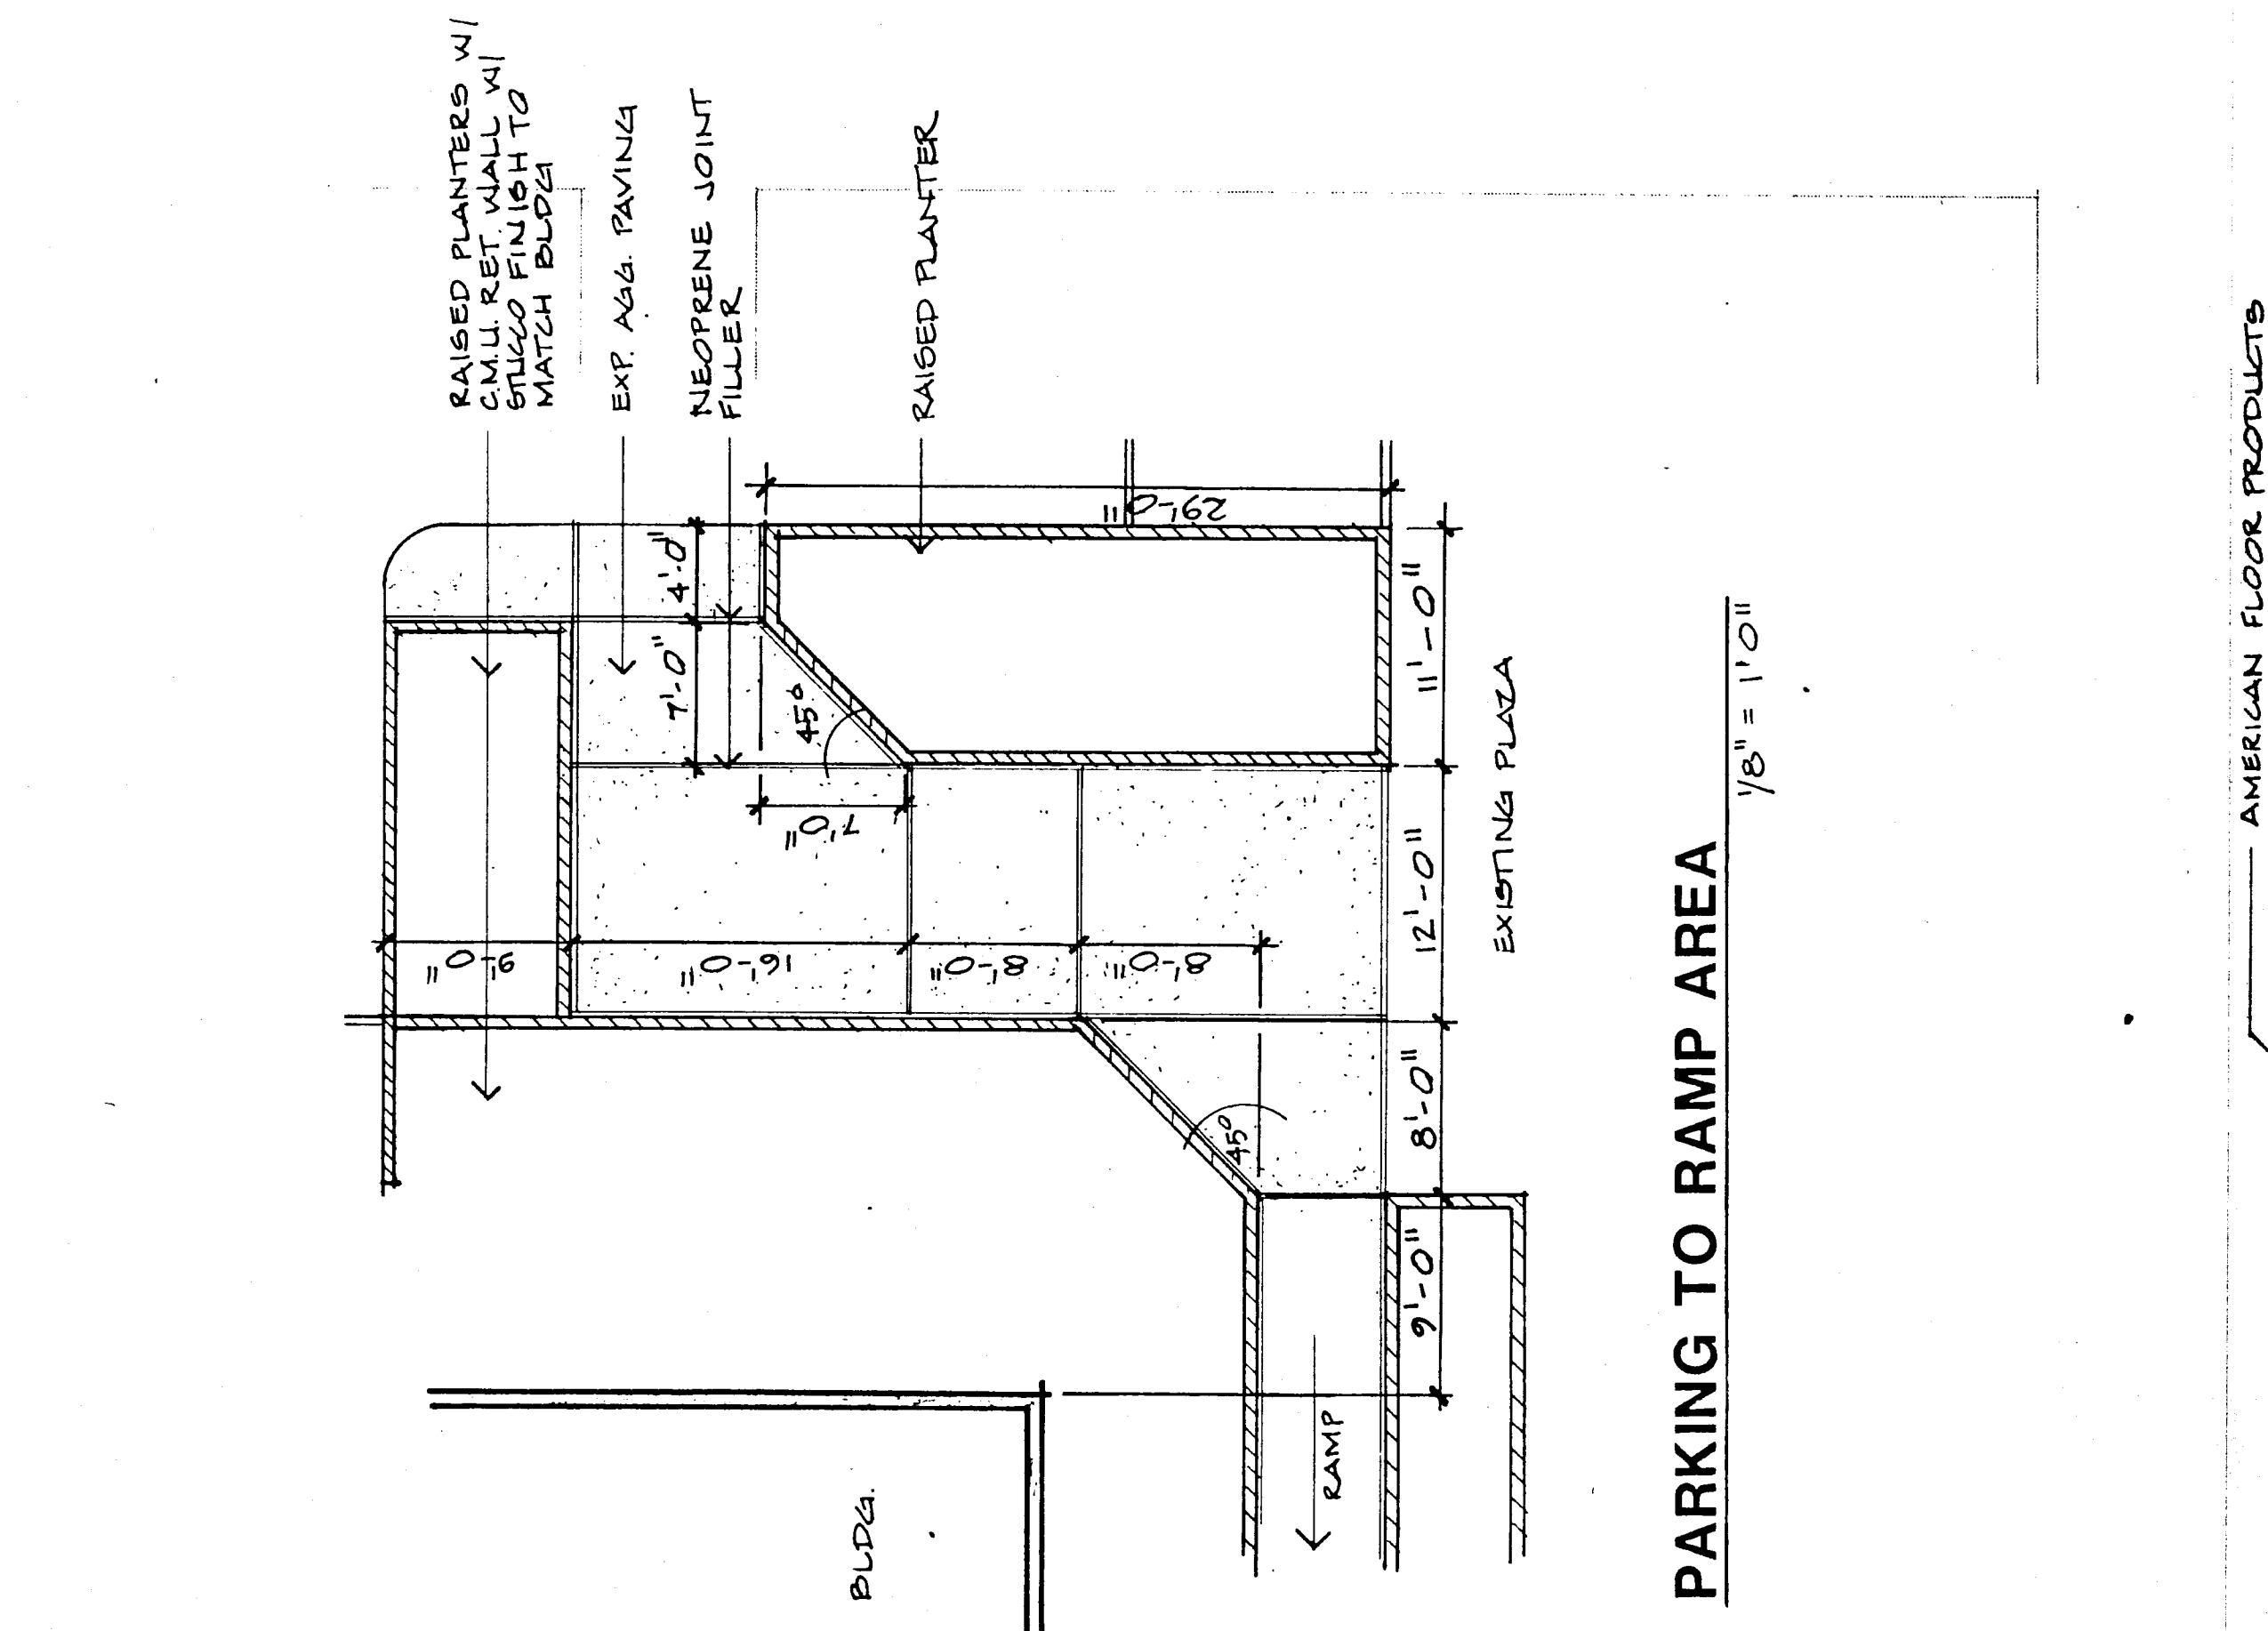 RAISED PLANTERS W/
C.M.U. RET. WALL W/
STUCCO FINISH TO
MATCH BLDG
EXP. AGG. PAVING
NEOPRENE JOINT
FILLER
RAISED PLANTER
29'-0"
4'-0"
7'-0"
45°
7'0"
11'-0"
12'-0"
8'-0"
9'-0"
9'-0"
16'-0"
8'-0"
8'-0"
45°
EXISTING PLAZA
RAMP
BLDG.
PARKING TO RAMP AREA
1/8" = 1'0"
AMERICAN FLOOR PRODUCTS